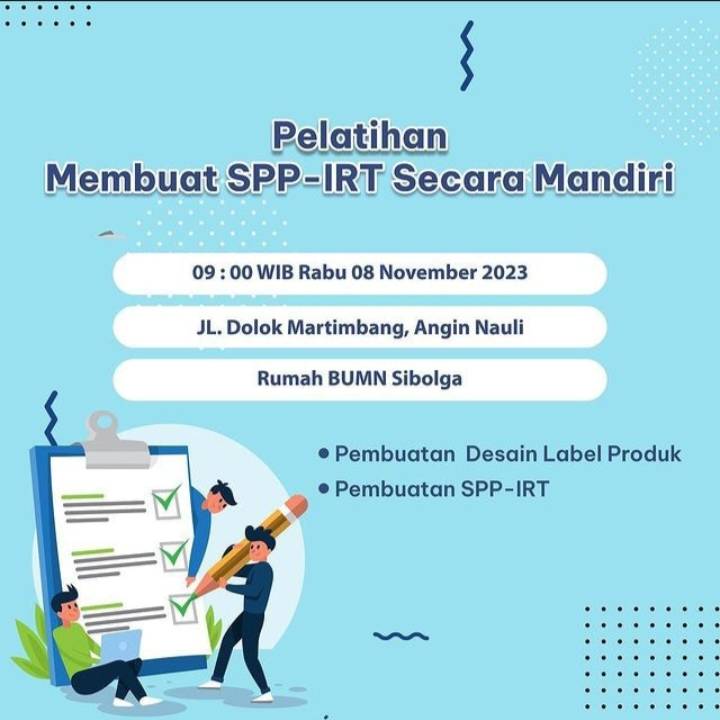 Pelatihan
Membuat SPP-IRT Secara Mandiri
09 : 00 WIB Rabu 08 November 2023
JL. Dolok Martimbang, Angin Nauli
Rumah BUMN Sibolga
• Pembuatan Desain Label Produk
• Pembuatan SPP-IRT